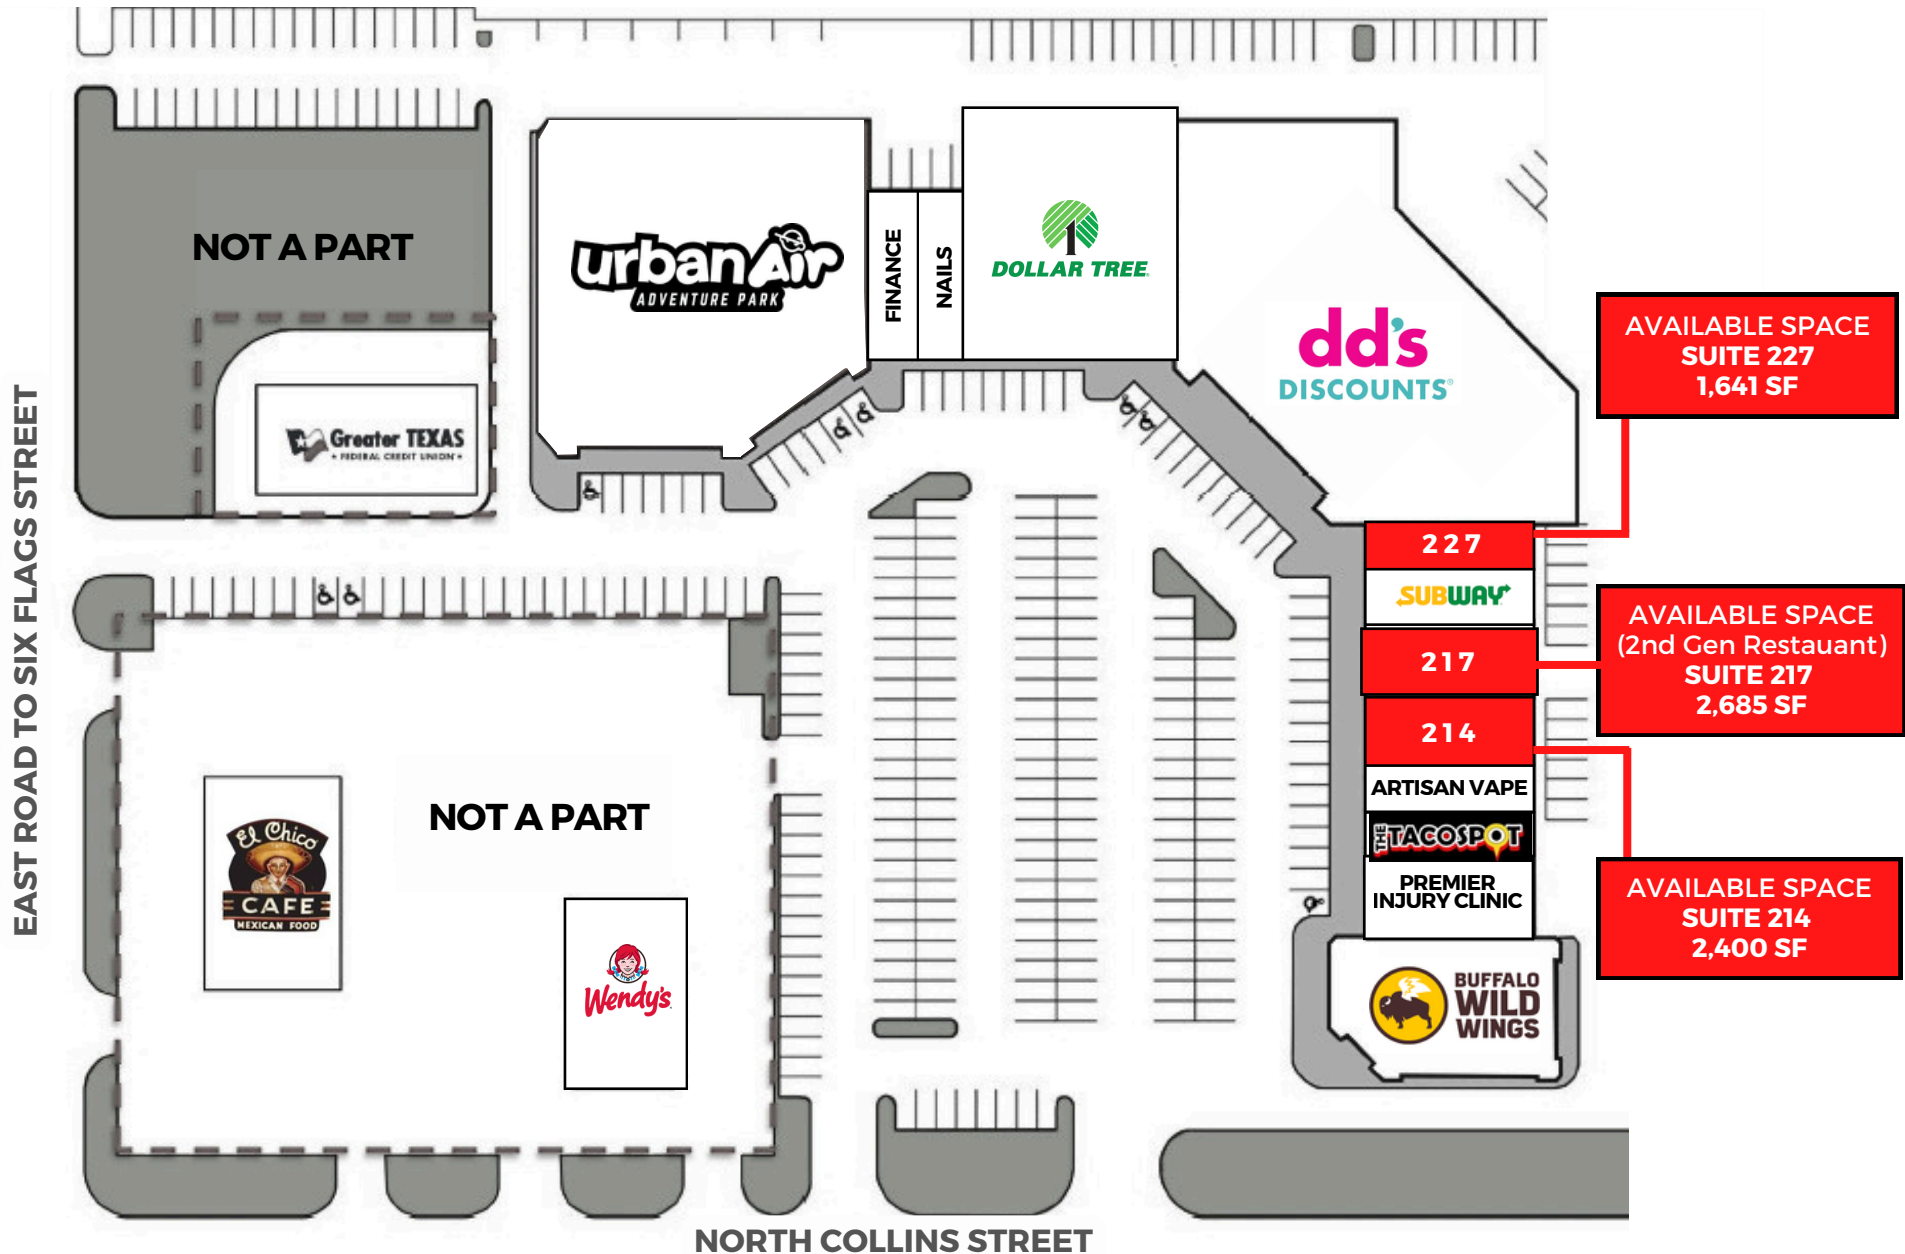 NOT A PART
urban Air
ADVENTURE PARK
FINANCE
NAILS
DOLLAR TREE
dd's
DISCOUNTS®
AVAILABLE SPACE
SUITE 227
1,641 SF
Greater TEXAS
FEDERAL CREDIT UNION
EAST ROAD TO SIX FLAGS STREET
227
SUBWAY
217
AVAILABLE SPACE
(2nd Gen Restauant)
SUITE 217
2,685 SF
214
ARTISAN VAPE
THE TACOSPOT
PREMIER
INJURY CLINIC
AVAILABLE SPACE
SUITE 214
2,400 SF
NOT A PART
El Chico
CAFE
MEXICAN FOOD
Wendy's
BUFFALO
WILD
WINGS
NORTH COLLINS STREET